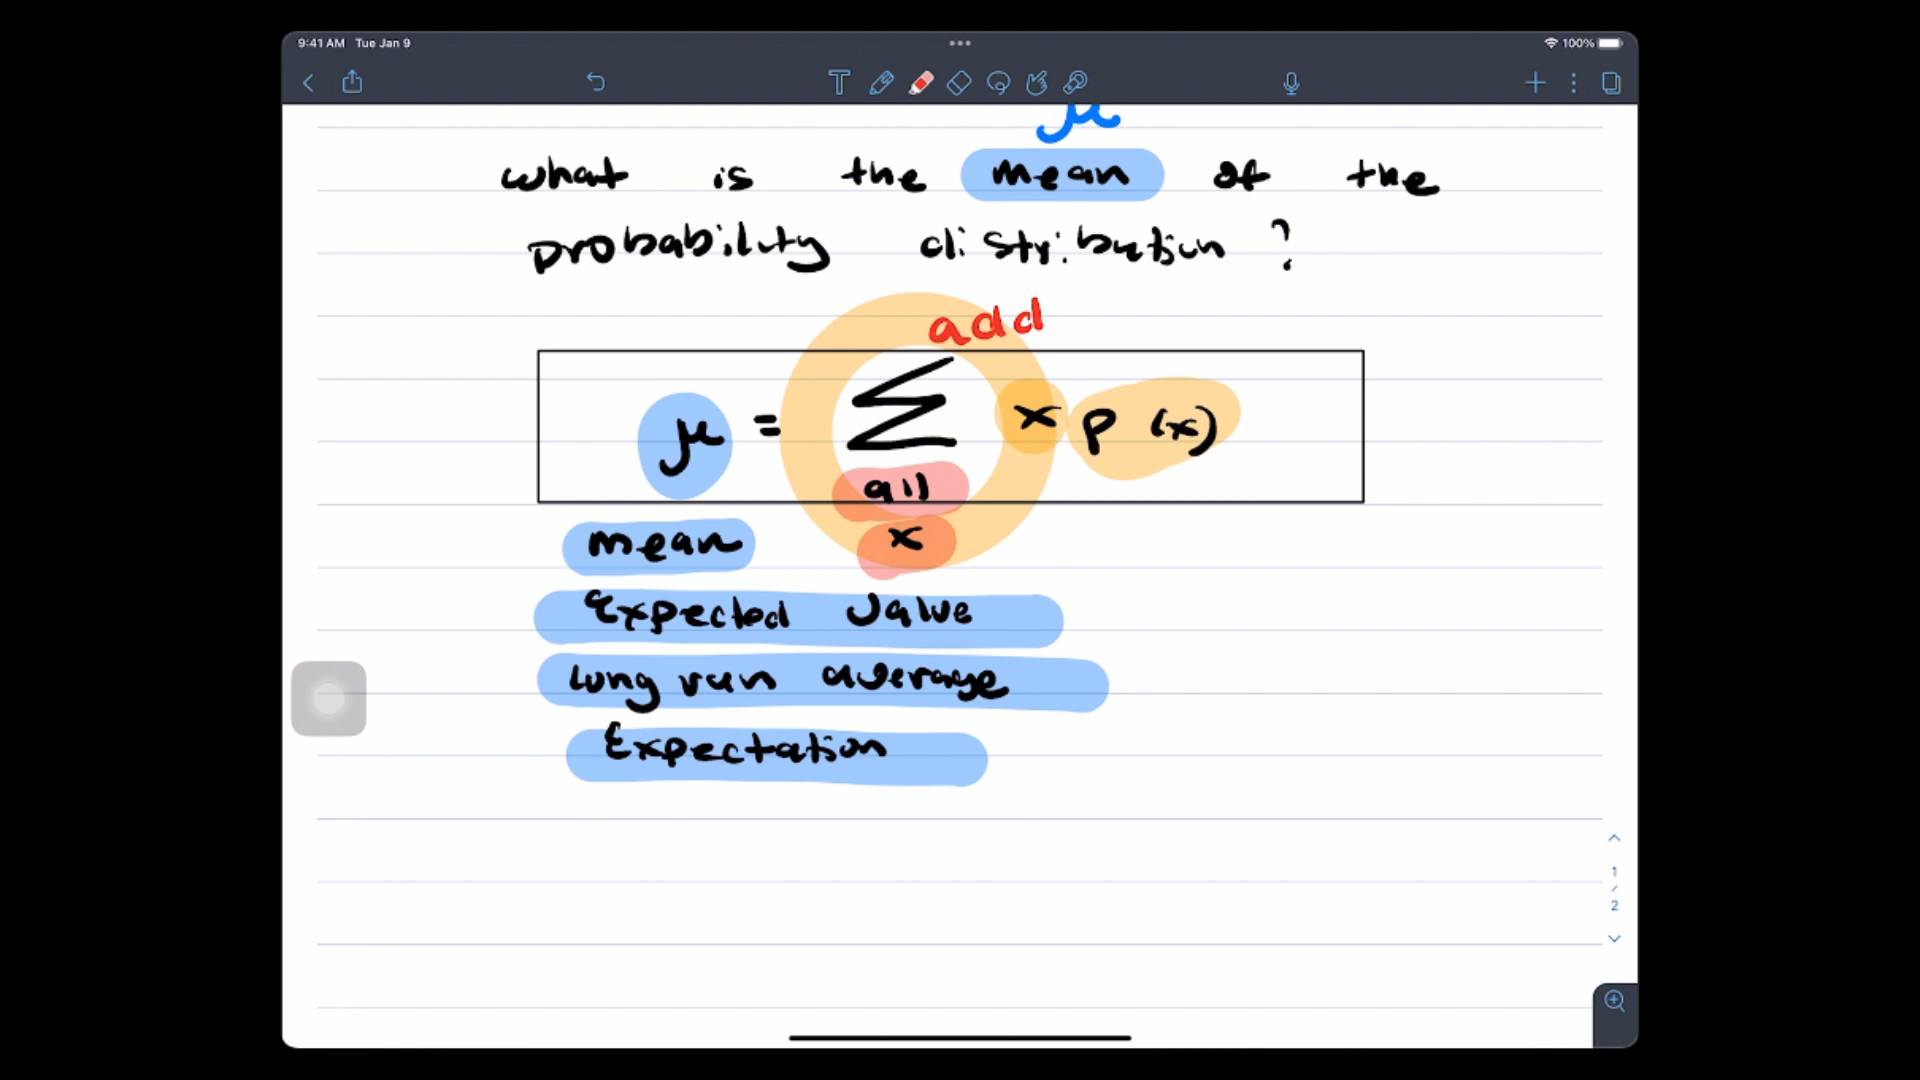 9:41 AM Tue Jan 9
100%
μ
what is the mean of the
probability distribution ?
add
μ = Σ x p (x)
all
x
mean
Expected Value
Long run average
Expectation
1
/
2